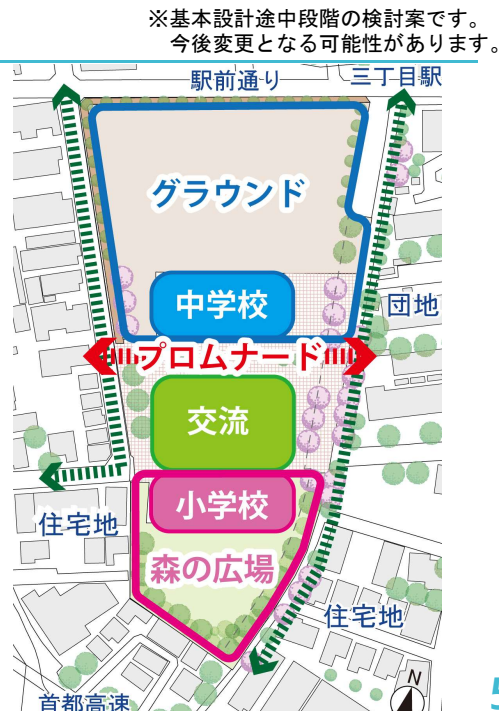 ※基本設計途中段階の検討案です。
今後変更となる可能性があります。
駅前通り
三丁目駅
グラウンド
中学校
団地
プロムナード
交流
小学校
住宅地
森の広場
住宅地
N
首都高速